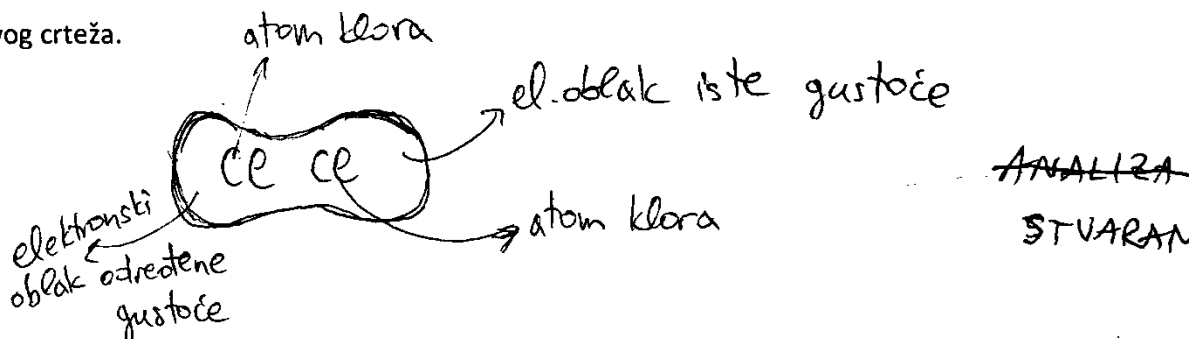 vog crteža.
atom klora
el. oblak iste gustoće
Cl Cl
ANALIZA
atom klora
STVARAN
elektronski
oblak određene
gustoće